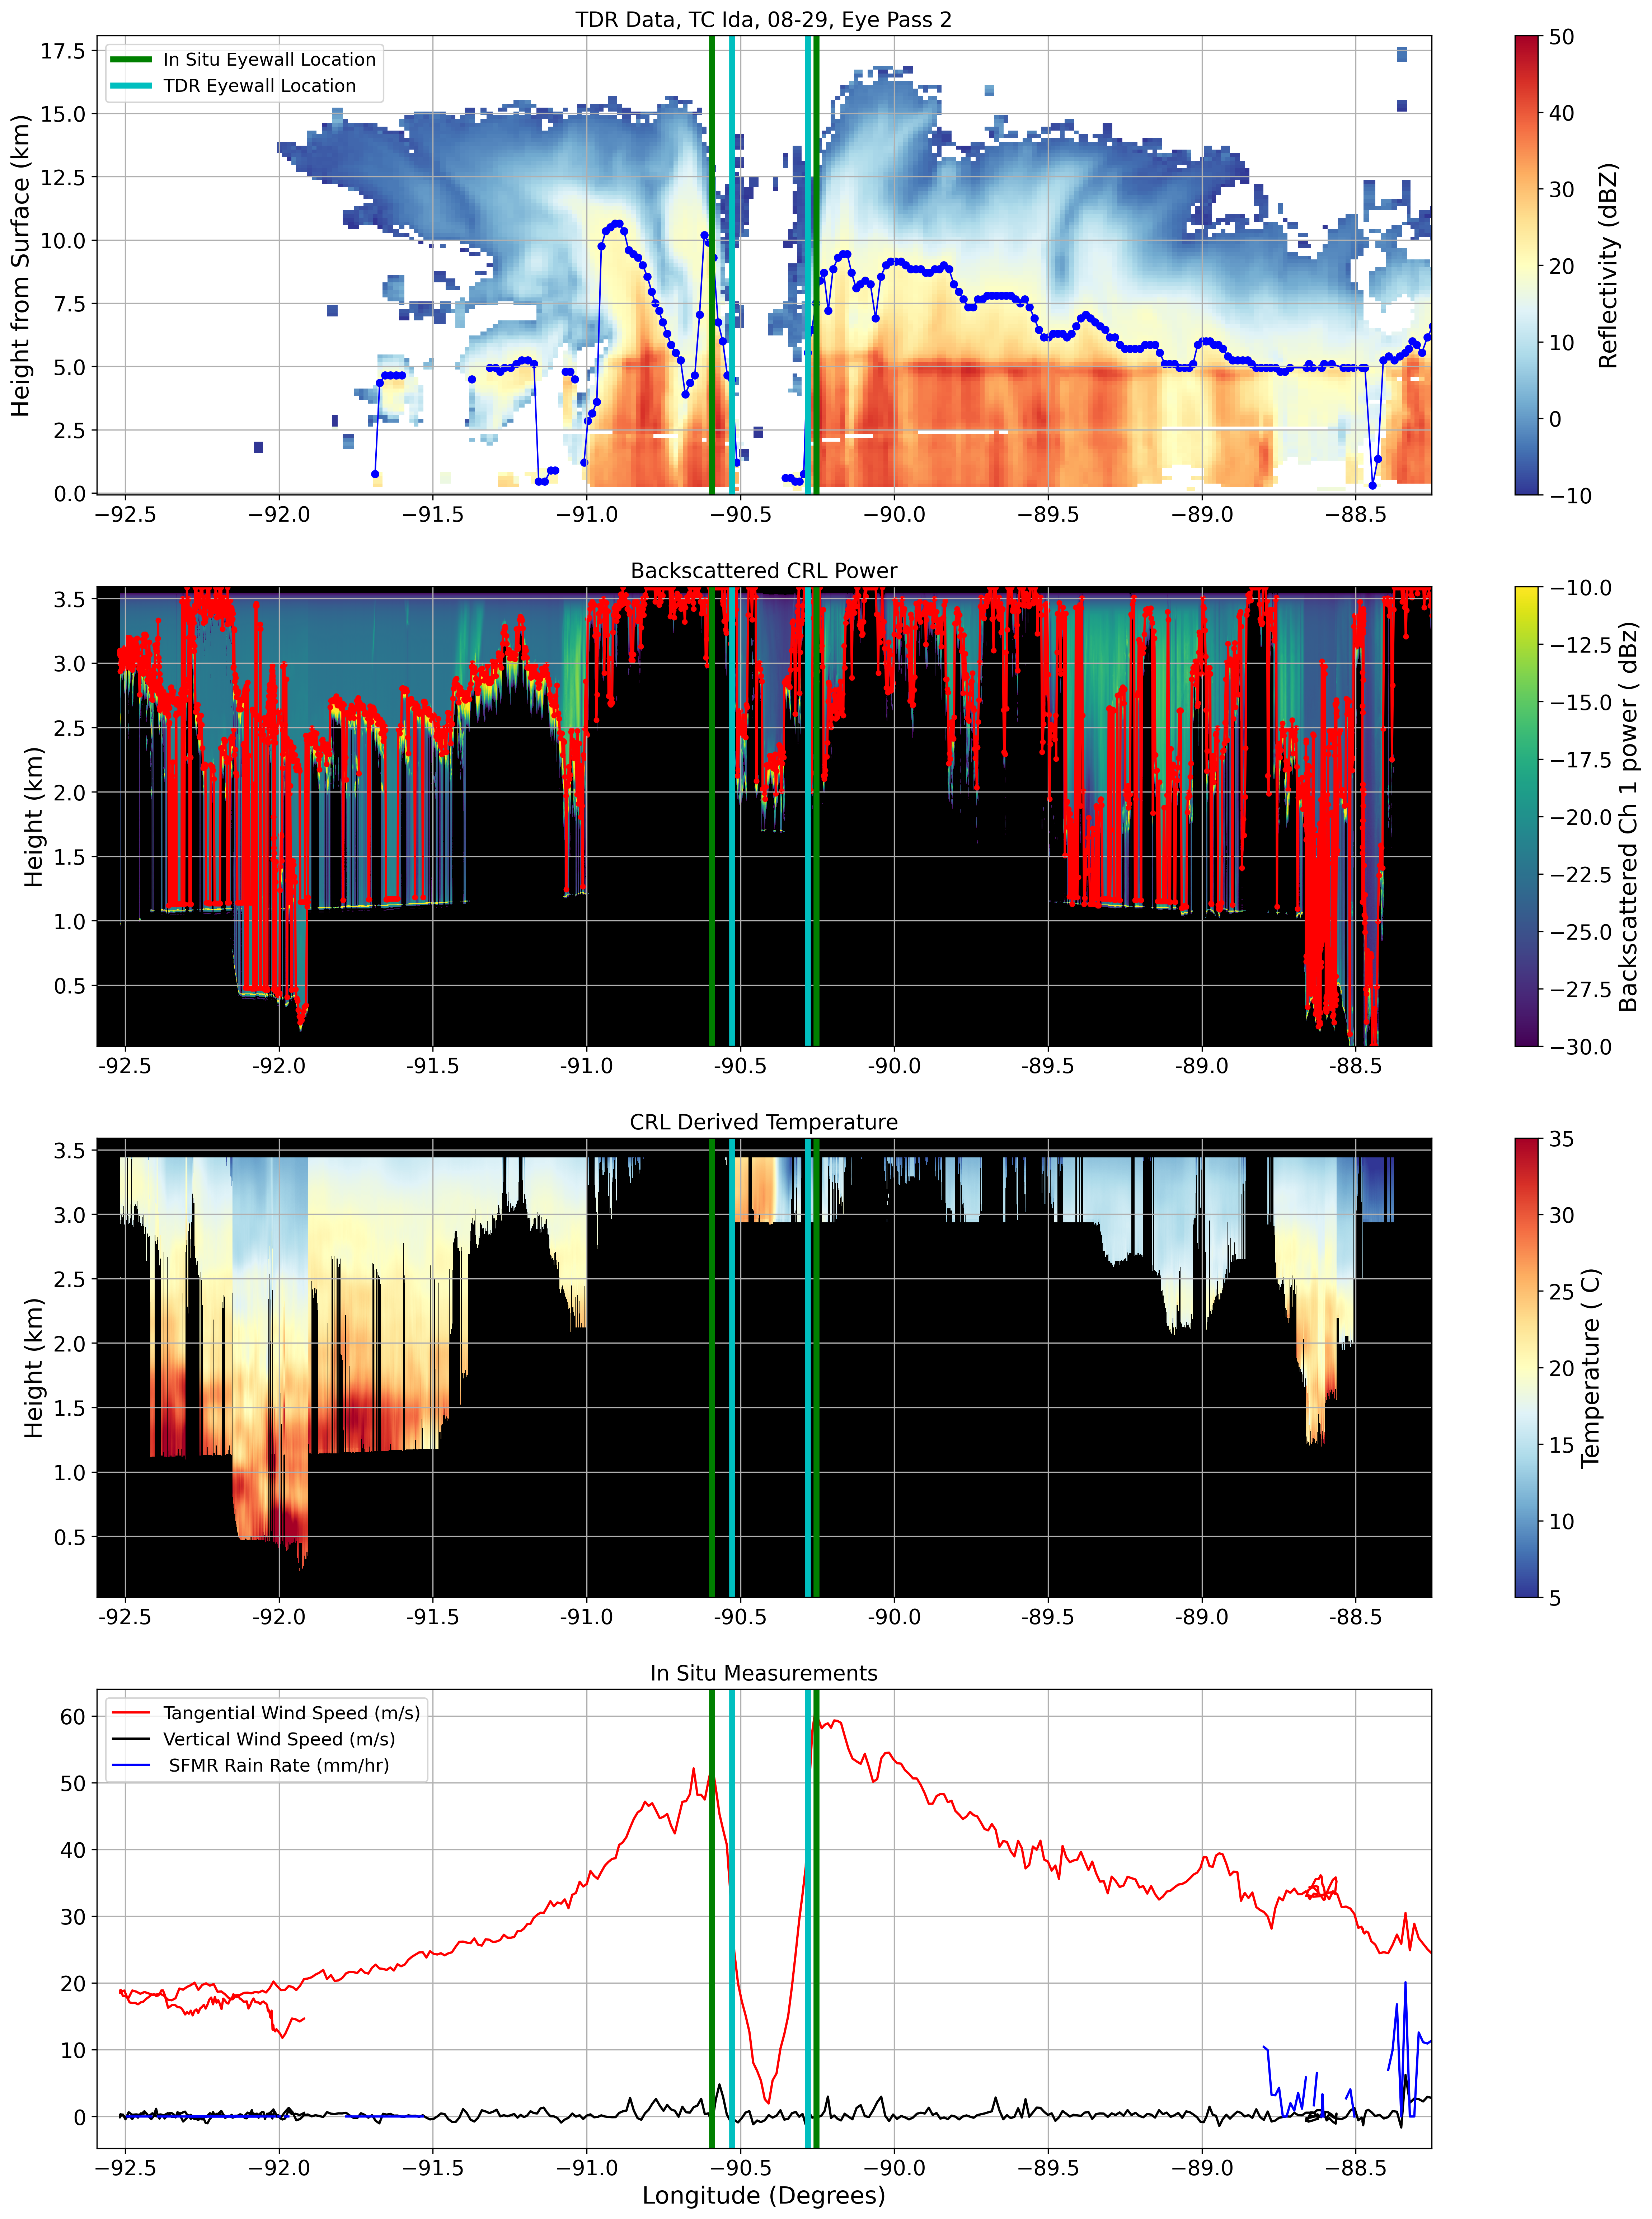 TDR Data, TC Ida, 08-29, Eye Pass 2
In Situ Eyewall Location
TDR Eyewall Location
Height from Surface (km)
17.5
15.0
12.5
10.0
7.5
5.0
2.5
0.0
−92.5 −92.0 −91.5 −91.0 −90.5 −90.0 −89.5 −89.0 −88.5
50
40
30
20
10
0
−10
Reflectivity (dBZ)
Backscattered CRL Power
Height (km)
3.5
3.0
2.5
2.0
1.5
1.0
0.5
-92.5 -92.0 -91.5 -91.0 -90.5 -90.0 -89.5 -89.0 -88.5
−10.0
−12.5
−15.0
−17.5
−20.0
−22.5
−25.0
−27.5
−30.0
Backscattered Ch 1 power ( dBz)
CRL Derived Temperature
Height (km)
3.5
3.0
2.5
2.0
1.5
1.0
0.5
-92.5 -92.0 -91.5 -91.0 -90.5 -90.0 -89.5 -89.0 -88.5
35
30
25
20
15
10
5
Temperature ( C)
In Situ Measurements
Tangential Wind Speed (m/s)
Vertical Wind Speed (m/s)
SFMR Rain Rate (mm/hr)
60
50
40
30
20
10
0
−92.5 −92.0 −91.5 −91.0 −90.5 −90.0 −89.5 −89.0 −88.5
Longitude (Degrees)